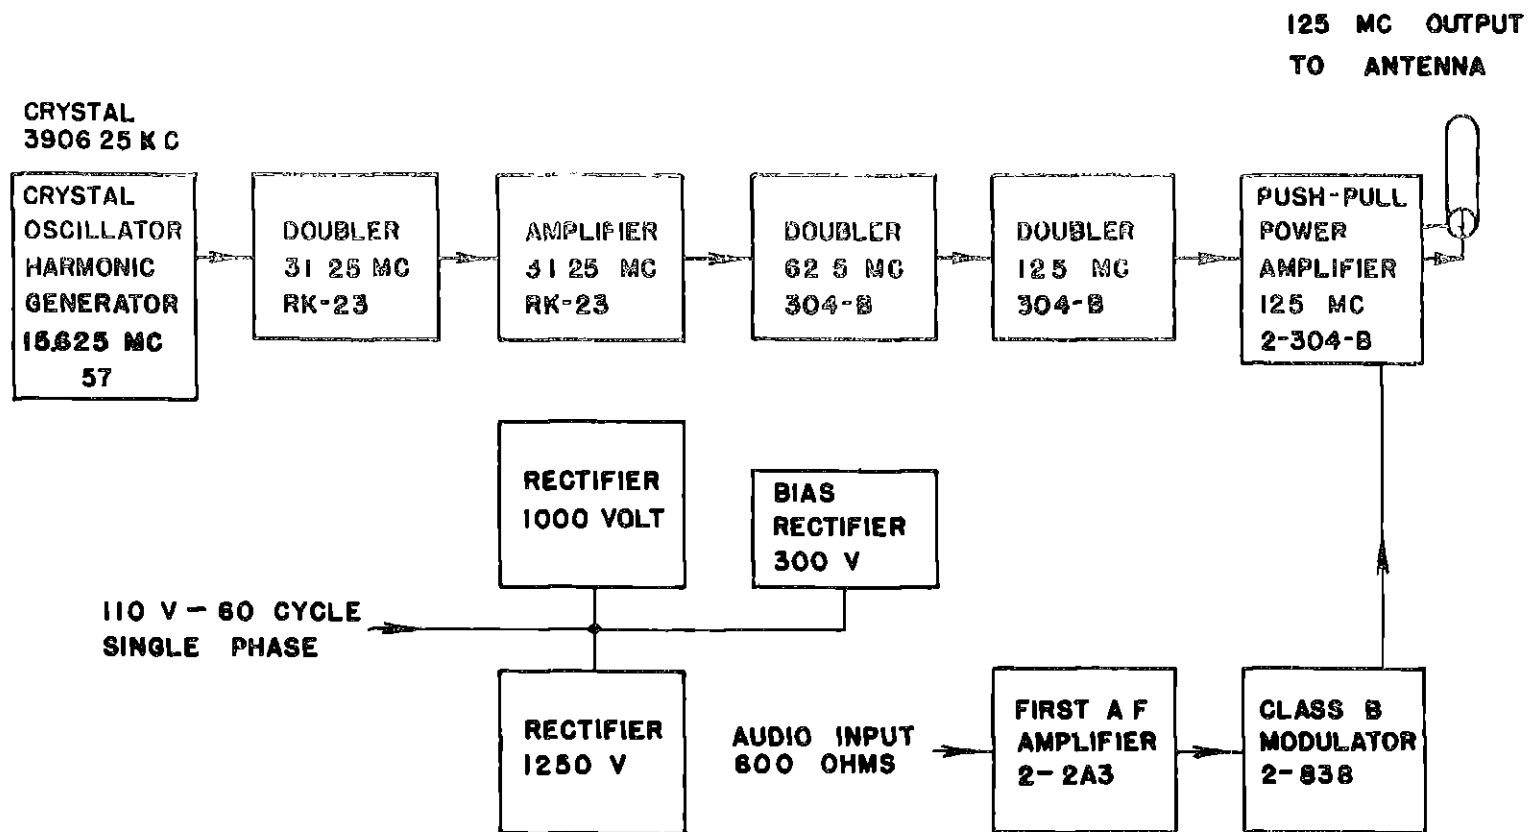 125 MC OUTPUT
TO ANTENNA
CRYSTAL
3906 25 KC
CRYSTAL
OSCILLATOR
HARMONIC
GENERATOR
15.625 MC
57
DOUBLER
31 25 MC
RK-23
AMPLIFIER
31 25 MC
RK-23
DOUBLER
62 5 MC
304-B
DOUBLER
125 MC
304-B
PUSH-PULL
POWER
AMPLIFIER
125 MC
2-304-B
RECTIFIER
1000 VOLT
BIAS
RECTIFIER
300 V
110 V - 60 CYCLE
SINGLE PHASE
RECTIFIER
1250 V
AUDIO INPUT
600 OHMS
FIRST A F
AMPLIFIER
2-2A3
CLASS B
MODULATOR
2-838